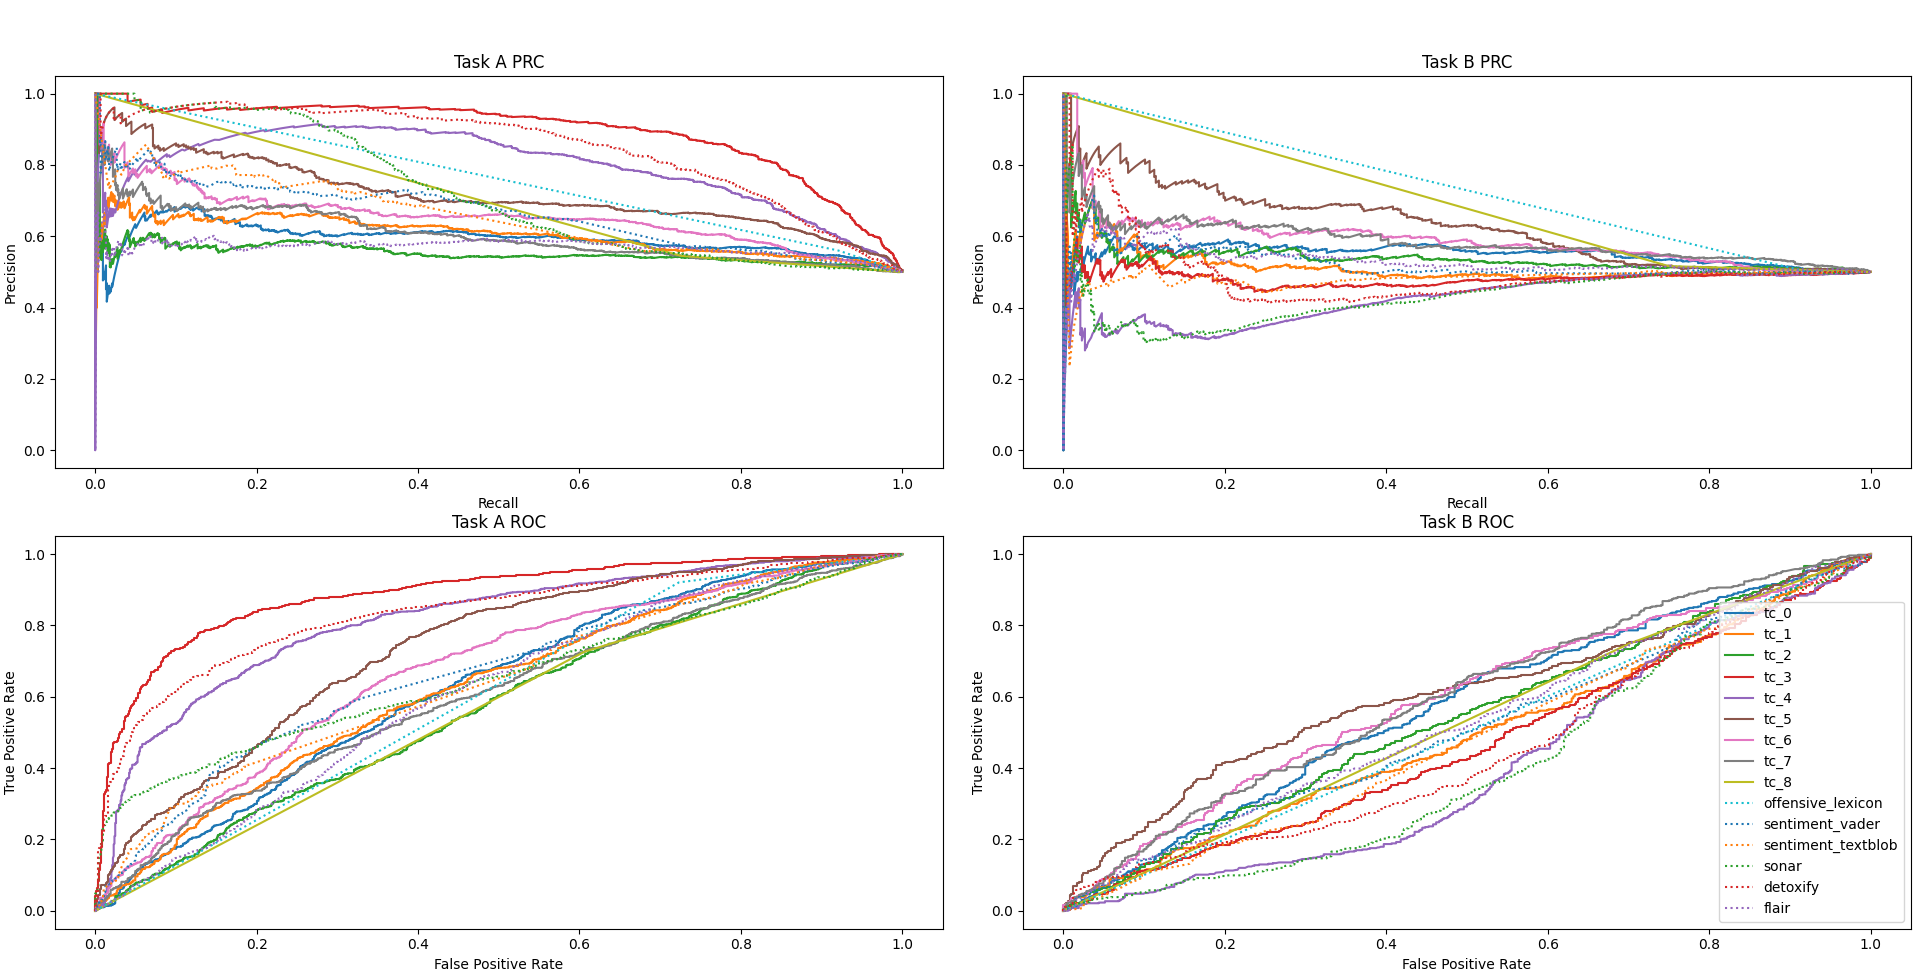 Task A PRC
Precision
1.0
0.8
0.6
0.4
0.2
0.0
0.0 0.2 0.4 0.6 0.8 1.0
Recall
Task B PRC
Precision
1.0
0.8
0.6
0.4
0.2
0.0
0.0 0.2 0.4 0.6 0.8 1.0
Recall
Task A ROC
True Positive Rate
1.0
0.8
0.6
0.4
0.2
0.0
0.0 0.2 0.4 0.6 0.8 1.0
False Positive Rate
Task B ROC
True Positive Rate
1.0
0.8
0.6
0.4
0.2
0.0
0.0 0.2 0.4 0.6 0.8 1.0
False Positive Rate
tc_0
tc_1
tc_2
tc_3
tc_4
tc_5
tc_6
tc_7
tc_8
offensive_lexicon
sentiment_vader
sentiment_textblob
sonar
detoxify
flair